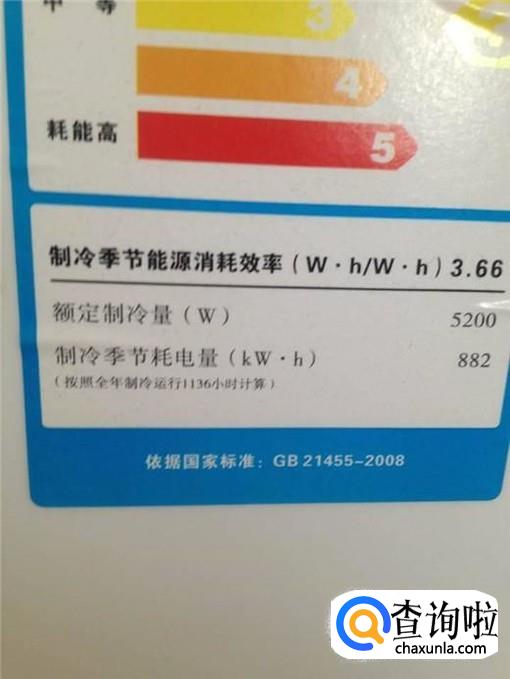 中 等
3
4
耗能高
5
制冷季节能源消耗效率（W·h/W·h）3.66
额定制冷量（W） 5200
制冷季节耗电量（kW·h） 882
（按照全年制冷运行1136小时计算）
依据国家标准：GB 21455-2008
查询啦
chaxunla.com